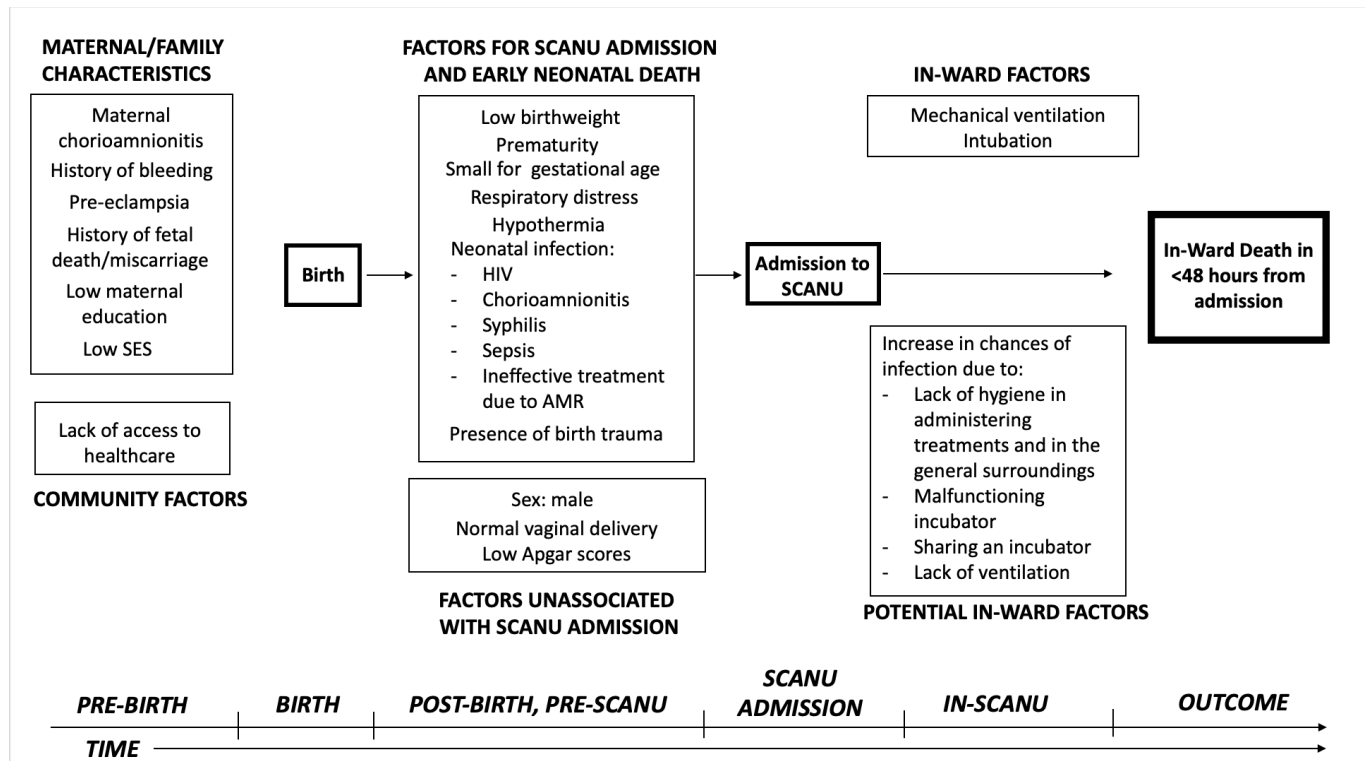 MATERNAL/FAMILY
CHARACTERISTICS
Maternal
chorioamnionitis
History of bleeding
Pre-eclampsia
History of fetal
death/miscarriage
Low maternal
education
Low SES
Lack of access to
healthcare
COMMUNITY FACTORS
Birth
FACTORS FOR SCANU ADMISSION
AND EARLY NEONATAL DEATH
Low birthweight
Prematurity
Small for gestational age
Respiratory distress
Hypothermia
Neonatal infection:
- HIV
- Chorioamnionitis
- Syphilis
- Sepsis
- Ineffective treatment
due to AMR
Presence of birth trauma
Sex: male
Normal vaginal delivery
Low Apgar scores
FACTORS UNASSOCIATED
WITH SCANU ADMISSION
Admission to
SCANU
IN-WARD FACTORS
Mechanical ventilation
Intubation
Increase in chances of
infection due to:
- Lack of hygiene in
administering
treatments and in the
general surroundings
- Malfunctioning
incubator
- Sharing an incubator
- Lack of ventilation
POTENTIAL IN-WARD FACTORS
In-Ward Death in
<48 hours from
admission
PRE-BIRTH
BIRTH
POST-BIRTH, PRE-SCANU
SCANU
ADMISSION
IN-SCANU
OUTCOME
TIME